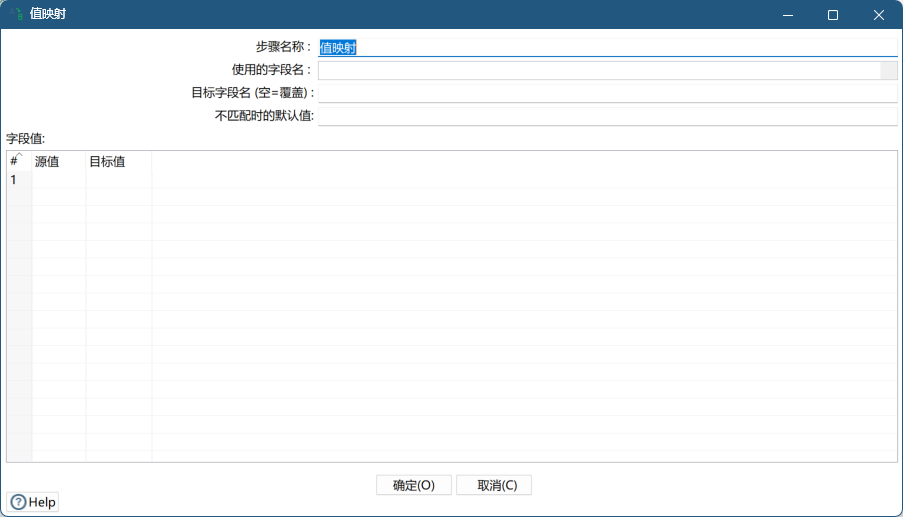 值映射
步骤名称：值映射
使用的字段名：
目标字段名 (空=覆盖)：
不匹配时的默认值:
字段值:
# 源值 目标值
1
确定(O) 取消(C)
Help